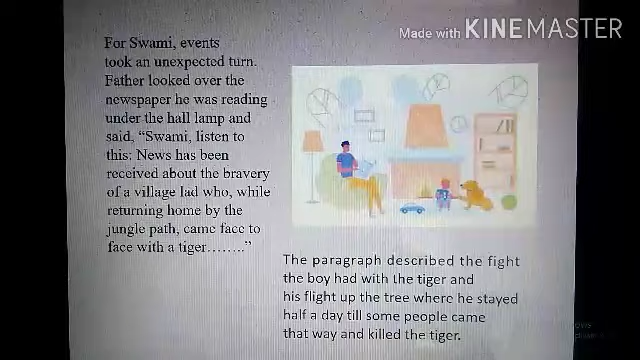 Made with KINEMASTER
For Swami, events
took an unexpected turn.
Father looked over the
newspaper he was reading
under the hall lamp and
said, “Swami, listen to
this: News has been
received about the bravery
of a village lad who, while
returning home by the
jungle path, came face to
face with a tiger……..”
The paragraph described the fight
the boy had with the tiger and
his flight up the tree where he stayed
half a day till some people came
that way and killed the tiger.